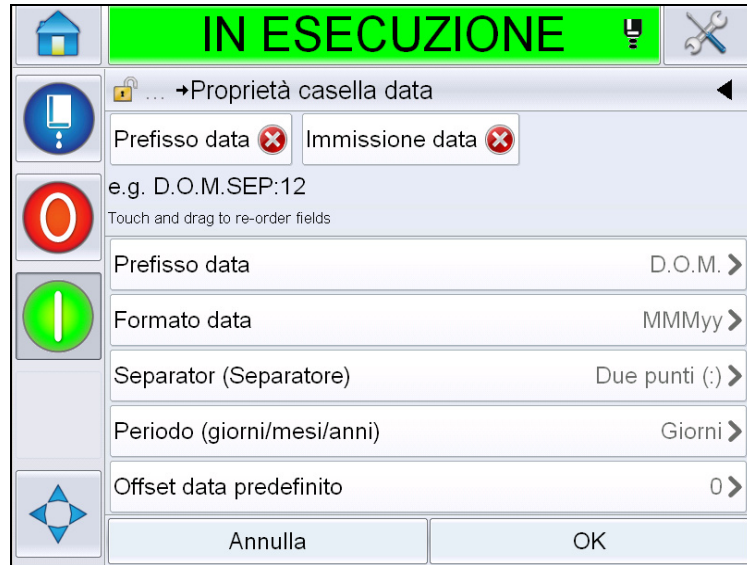 IN ESECUZIONE
... →Proprietà casella data
Prefisso data Immissione data
e.g. D.O.M.SEP:12
Touch and drag to re-order fields
Prefisso data D.O.M.
Formato data MMMyy
Separator (Separatore) Due punti (:)
Periodo (giorni/mesi/anni) Giorni
Offset data predefinito 0
Annulla OK